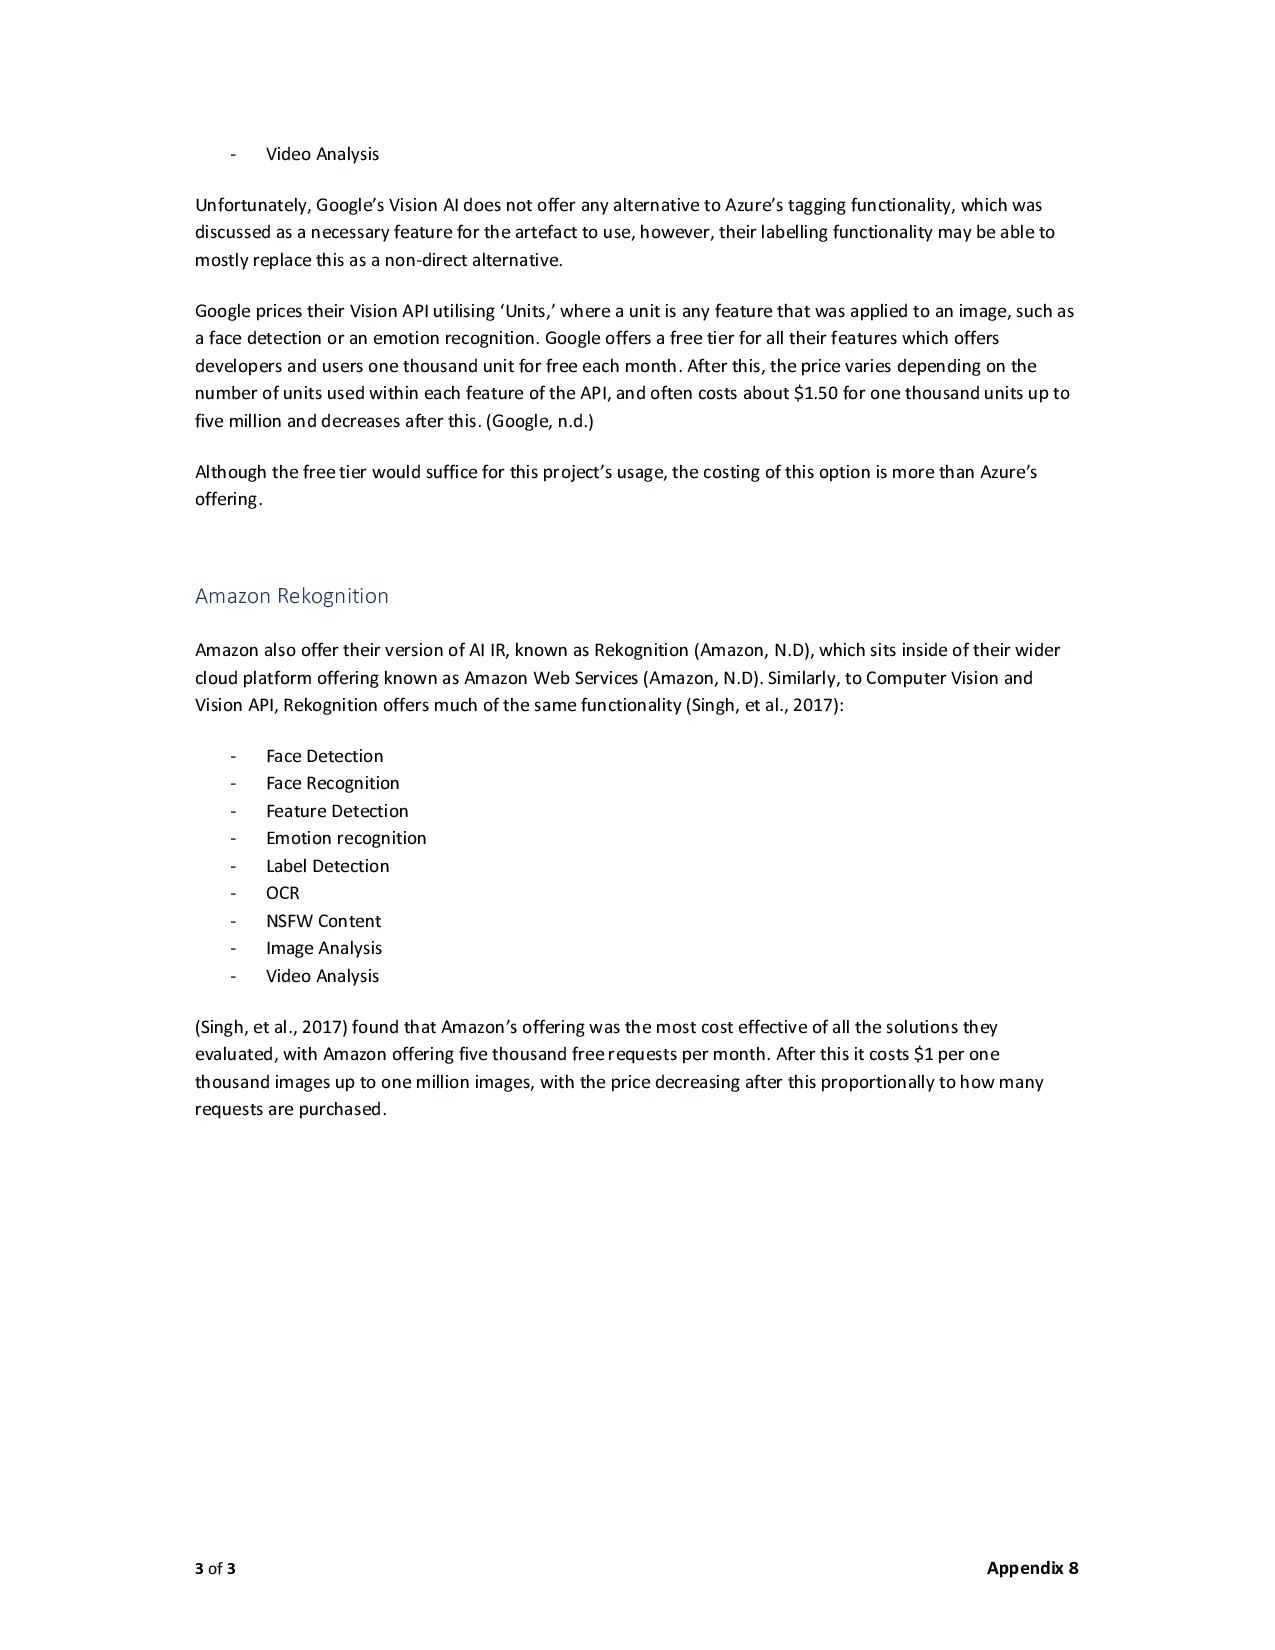 - Video Analysis
Unfortunately, Google’s Vision AI does not offer any alternative to Azure’s tagging functionality, which was
discussed as a necessary feature for the artefact to use, however, their labelling functionality may be able to
mostly replace this as a non-direct alternative.
Google prices their Vision API utilising ‘Units,’ where a unit is any feature that was applied to an image, such as
a face detection or an emotion recognition. Google offers a free tier for all their features which offers
developers and users one thousand unit for free each month. After this, the price varies depending on the
number of units used within each feature of the API, and often costs about $1.50 for one thousand units up to
five million and decreases after this. (Google, n.d.)
Although the free tier would suffice for this project’s usage, the costing of this option is more than Azure’s
offering.
Amazon Rekognition
Amazon also offer their version of AI IR, known as Rekognition (Amazon, N.D), which sits inside of their wider
cloud platform offering known as Amazon Web Services (Amazon, N.D). Similarly, to Computer Vision and
Vision API, Rekognition offers much of the same functionality (Singh, et al., 2017):
- Face Detection
- Face Recognition
- Feature Detection
- Emotion recognition
- Label Detection
- OCR
- NSFW Content
- Image Analysis
- Video Analysis
(Singh, et al., 2017) found that Amazon’s offering was the most cost effective of all the solutions they
evaluated, with Amazon offering five thousand free requests per month. After this it costs $1 per one
thousand images up to one million images, with the price decreasing after this proportionally to how many
requests are purchased.
3 of 3 Appendix 8